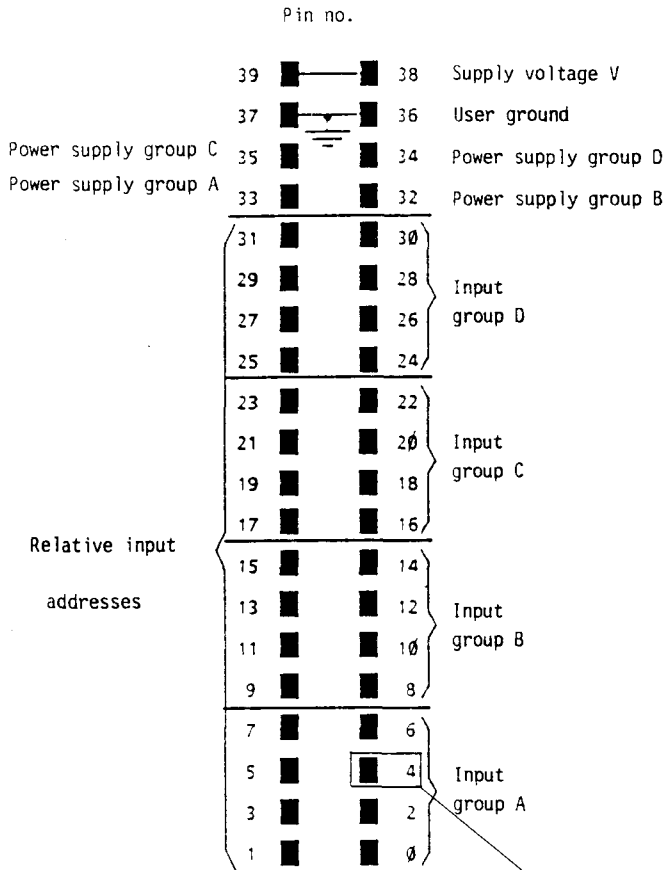 Pin no.
39 38 Supply voltage V
37 36 User ground
Power supply group C 35 34 Power supply group D
Power supply group A 33 32 Power supply group B
31 30
29 28 Input
27 26 group D
25 24
23 22
21 20 Input
19 18 group C
17 16
Relative input
15 14
addresses 13 12 Input
11 10 group B
9 8
7 6
5 4 Input
3 2 group A
1 0